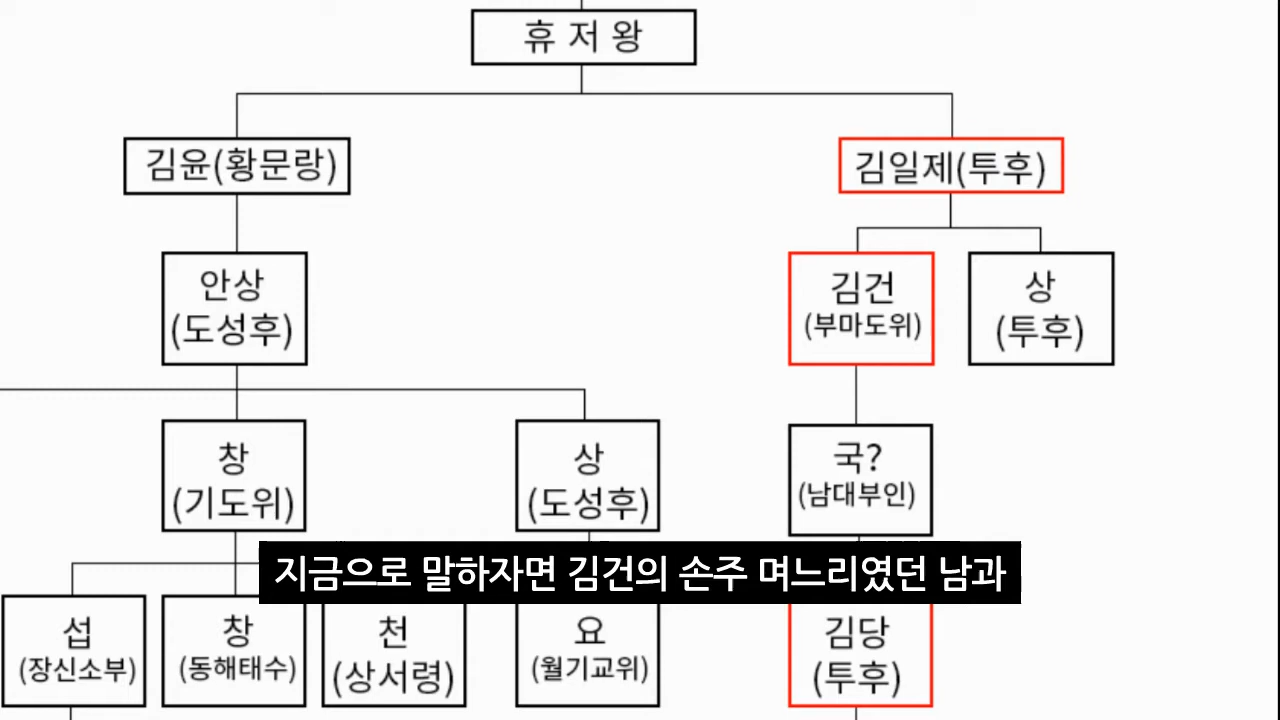 휴 저 왕
김윤(황문랑)
김일제(투후)
안상
(도성후)
김건
(부마도위)
상
(투후)
창
(기도위)
상
(도성후)
국?
(남대부인)
지금으로 말하자면 김건의 손주 며느리였던 남과
섭
(장신소부)
창
(동해태수)
천
(상서령)
요
(월기교위)
김당
(투후)